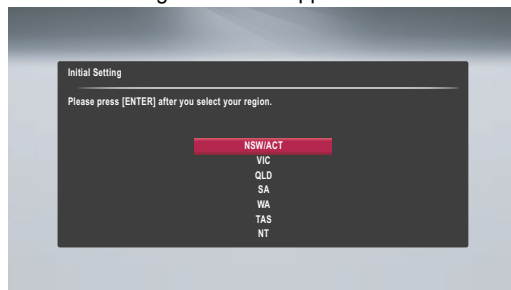 Initial Setting
Please press [ENTER] after you select your region.
NSW/ACT
VIC
QLD
SA
WA
TAS
NT